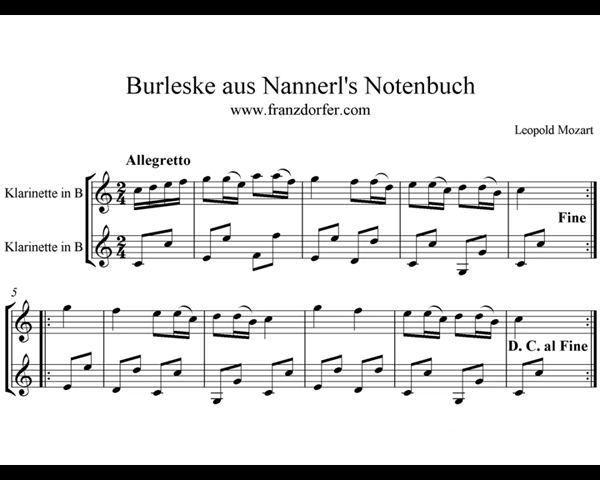 Burleske aus Nannerl's Notenbuch
www.franzdorfer.com
Leopold Mozart
Allegretto
Klarinette in B
Fine
Klarinette in B
5
D. C. al Fine